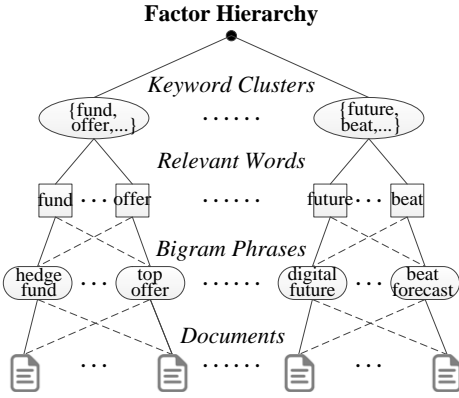 Factor Hierarchy
Keyword Clusters
{fund,
offer,...}
......
{future,
beat,...}
Relevant Words
fund ... offer ...... future ... beat
Bigram Phrases
hedge
fund
...
top
offer
......
digital
future
...
beat
forecast
Documents
... ...... ...